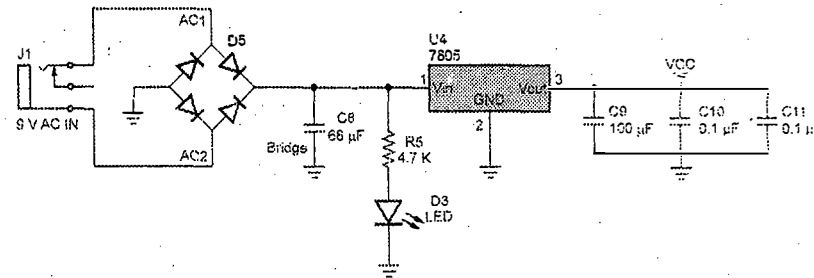 AC1
J1
D5
9 V AC IN
AC2
Bridge
C8
66 µF
R5
4.7 K
D3
LED
U4
7805
1
Vin
Vout
3
GND
2
VCC
C9
100 µF
C10
0.1 µF
C11
0.1 µ